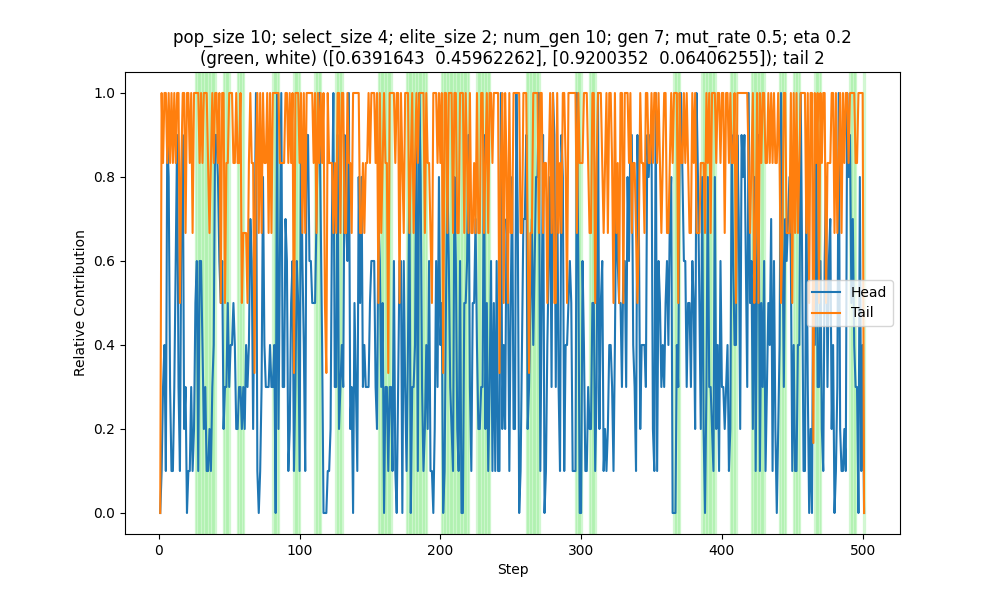 pop_size 10; select_size 4; elite_size 2; num_gen 10; gen 7; mut_rate 0.5; eta 0.2
(green, white) ([0.6391643 0.45962262], [0.9200352 0.06406255]); tail 2
1.0
0.8
0.6
0.4
0.2
0.0
Relative Contribution
Head
Tail
0
100
200
300
400
500
Step